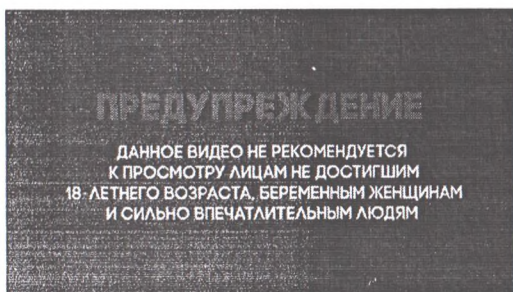 ПРЕДУПРЕЖДЕНИЕ
ДАННОЕ ВИДЕО НЕ РЕКОМЕНДУЕТСЯ
К ПРОСМОТРУ ЛИЦАМ НЕ ДОСТИГШИМ
18-ЛЕТНЕГО ВОЗРАСТА, БЕРЕМЕННЫМ ЖЕНЩИНАМ
И СИЛЬНО ВПЕЧАТЛИТЕЛЬНЫМ ЛЮДЯМ